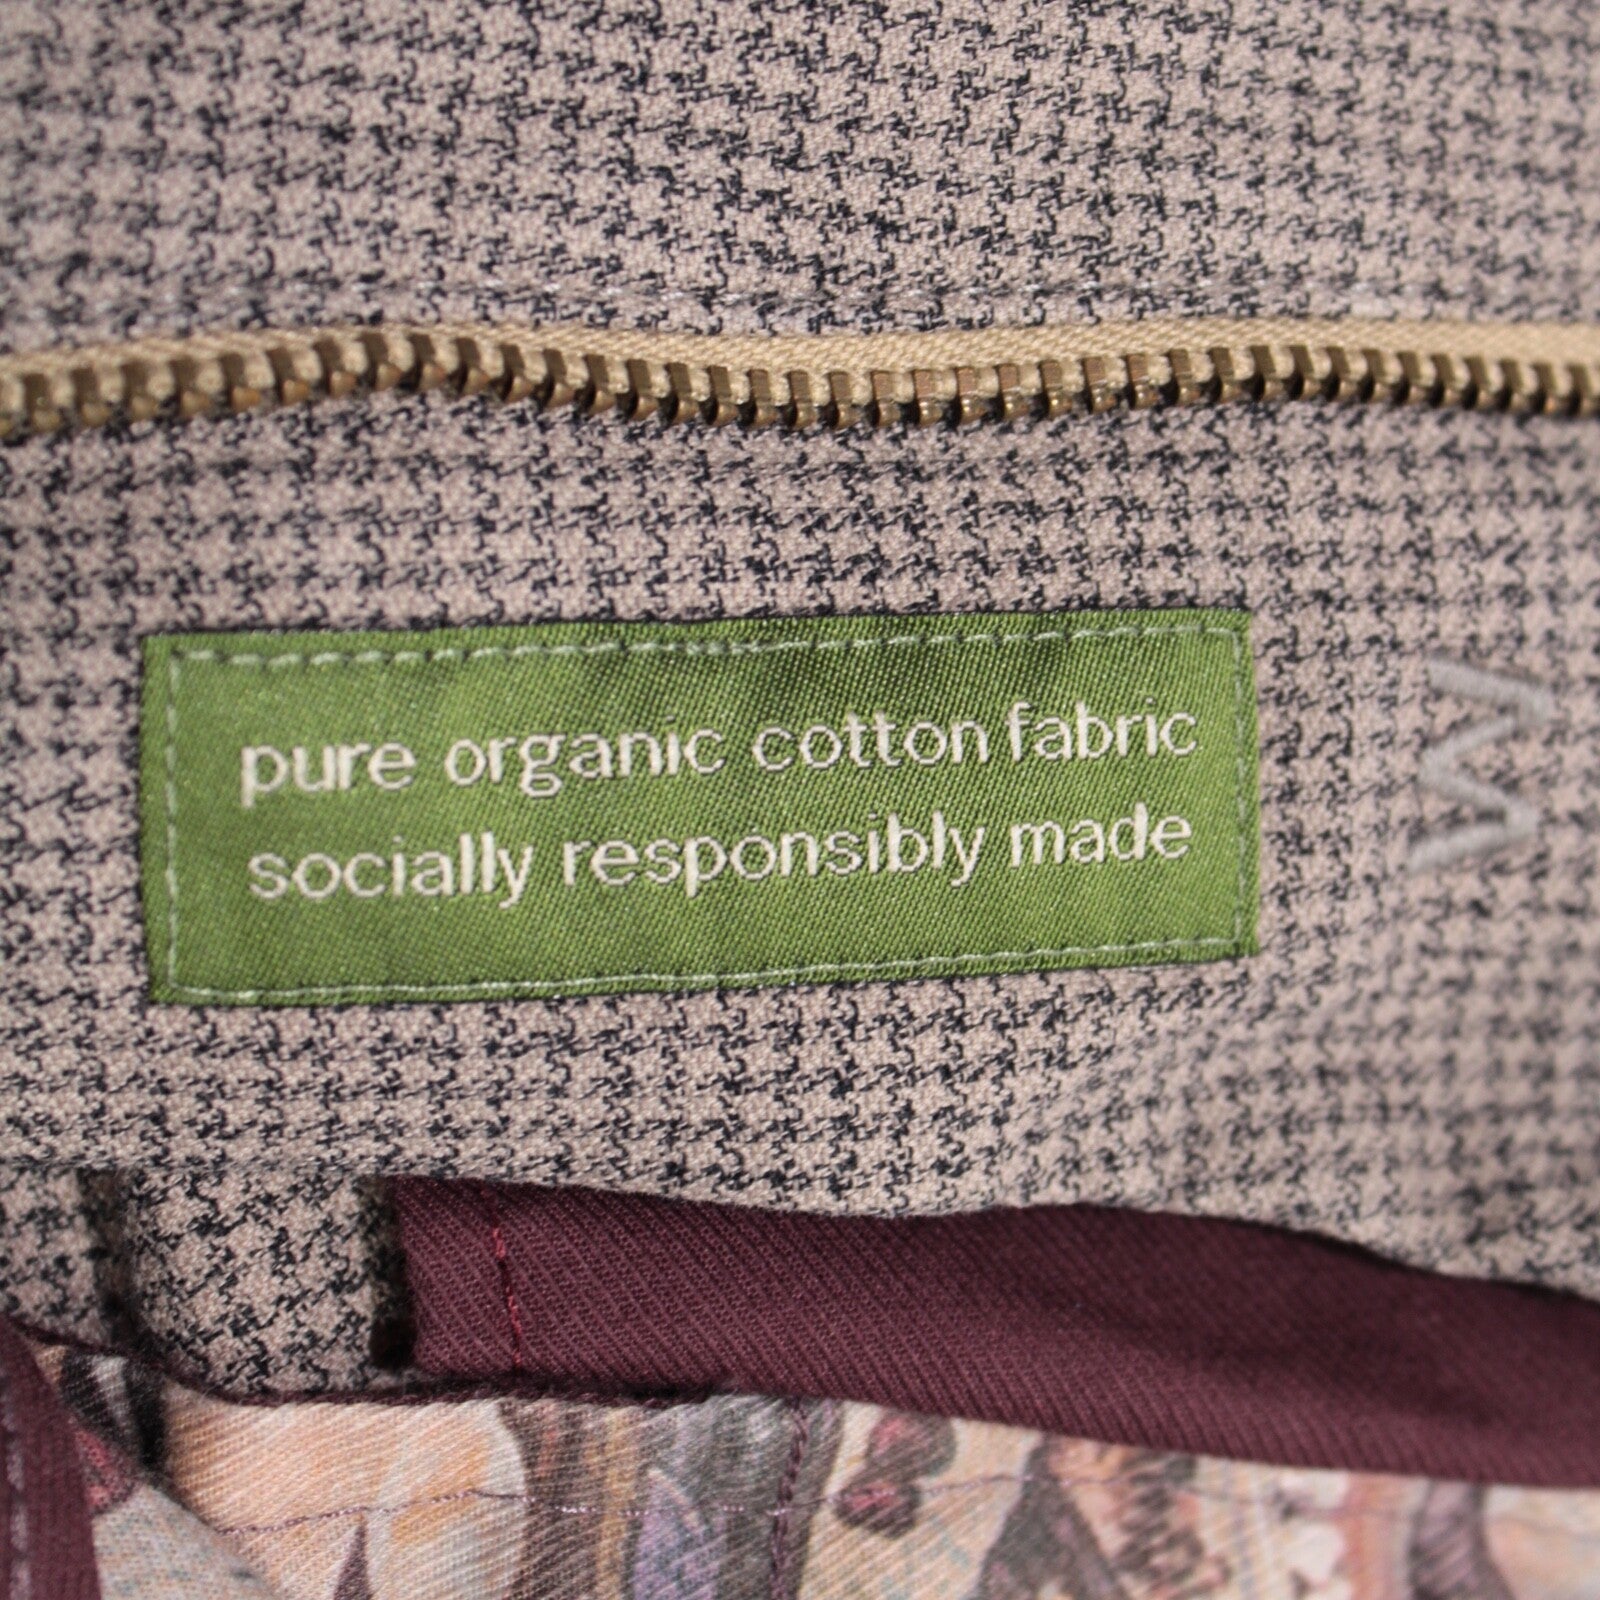 pure organic cotton fabric
socially responsibly made